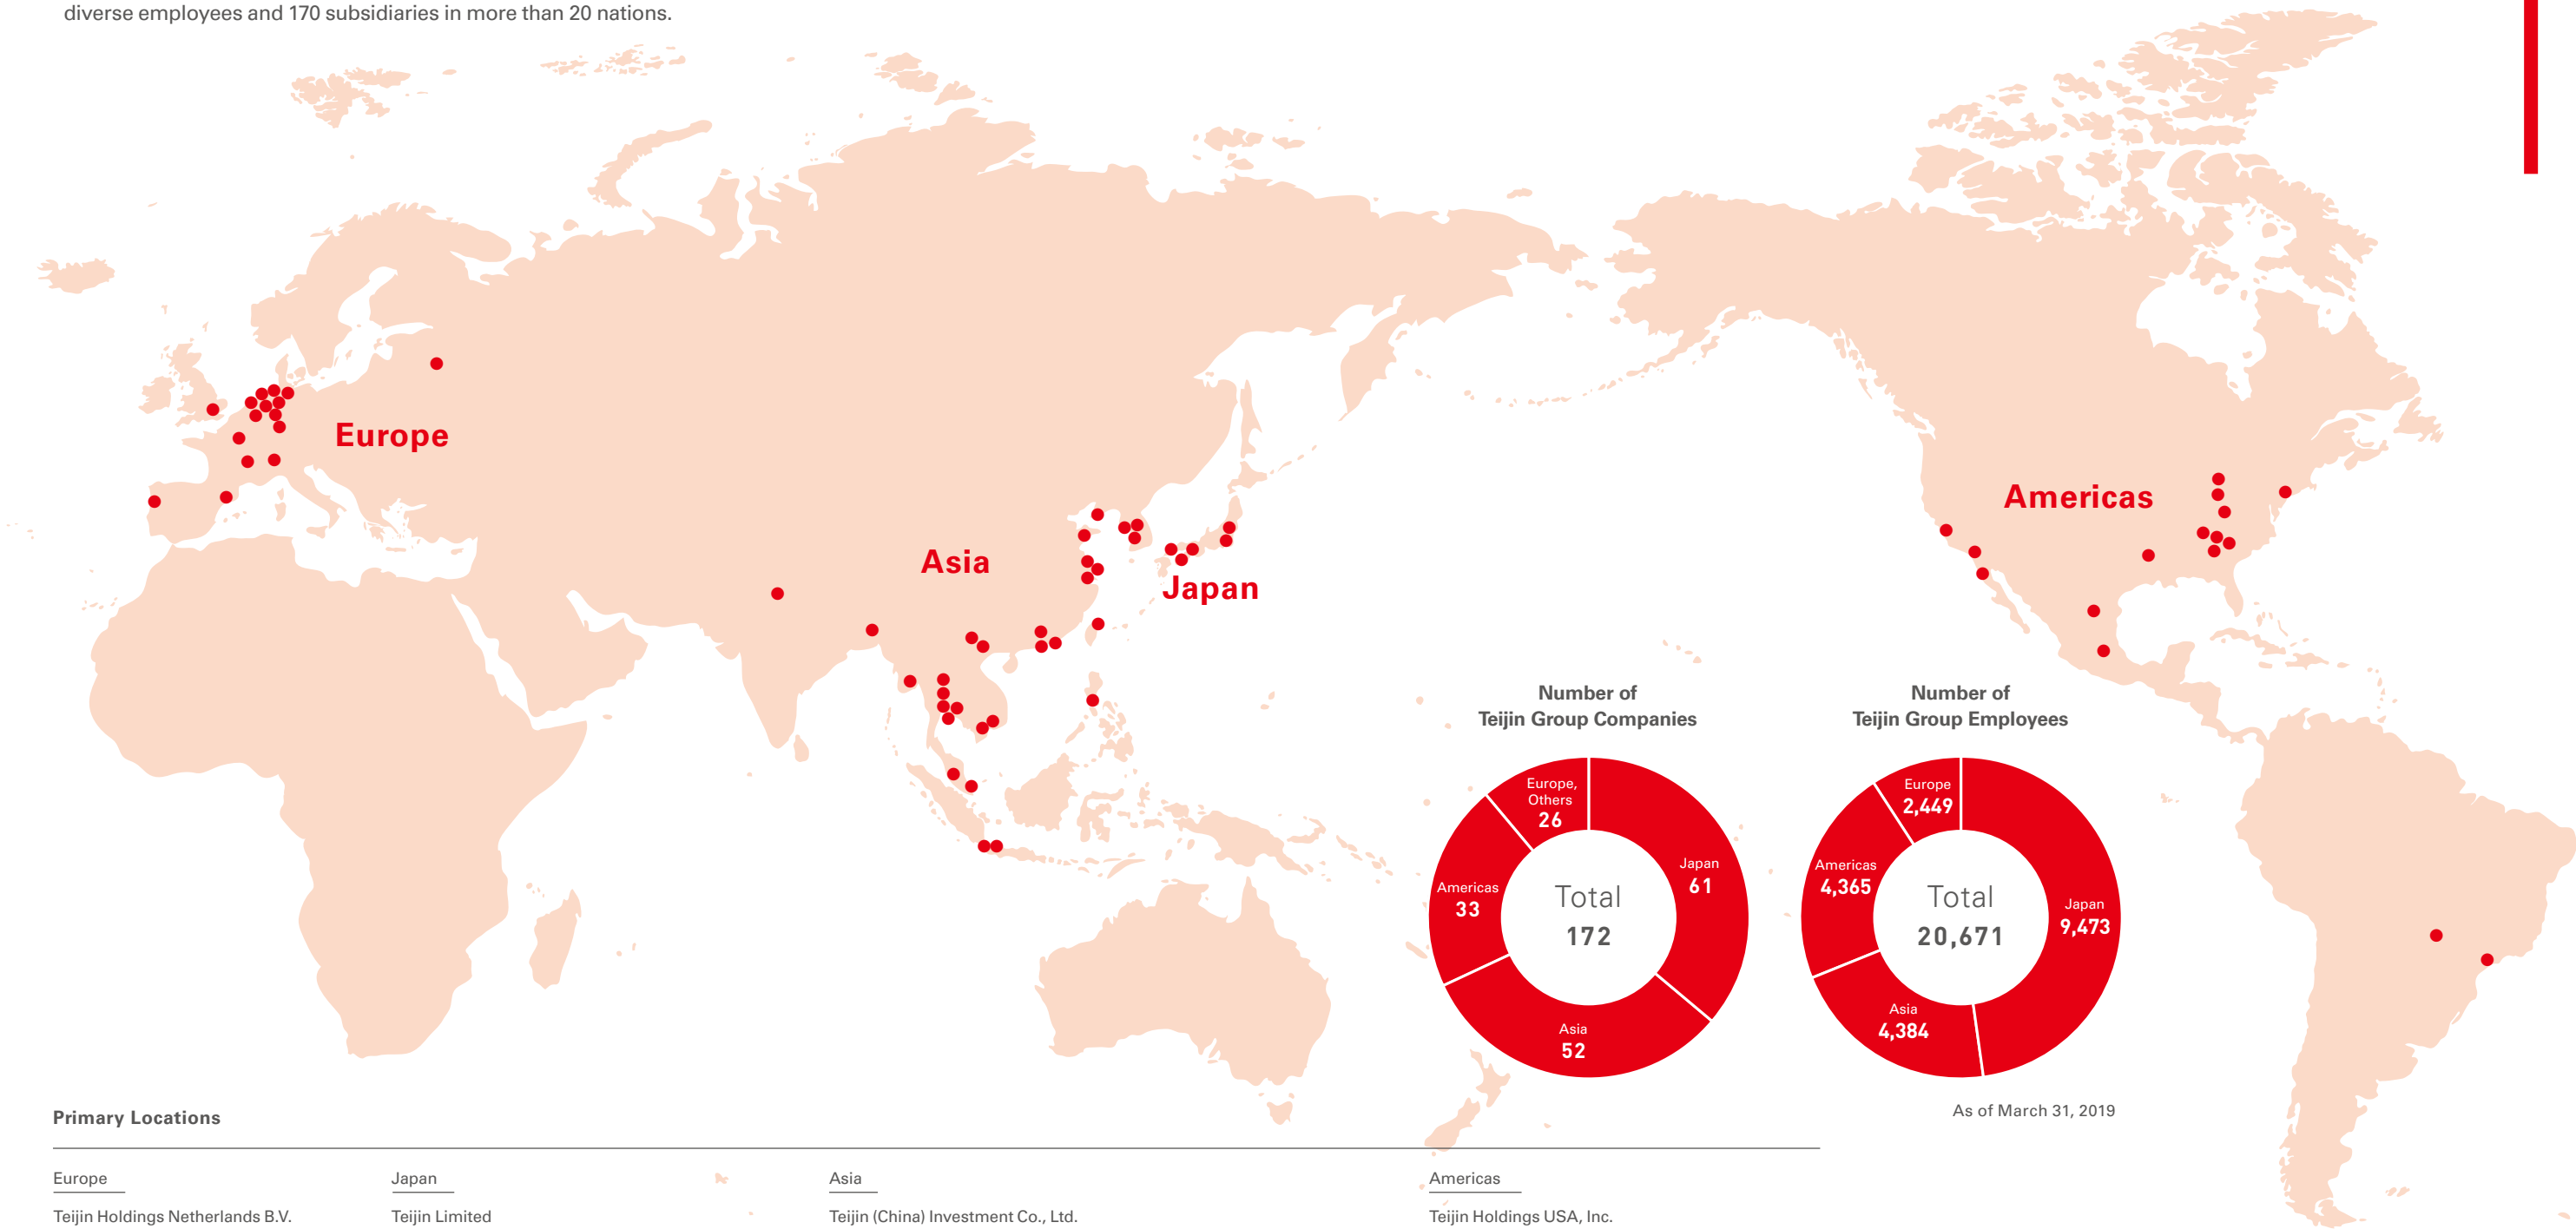 diverse employees and 170 subsidiaries in more than 20 nations.
Europe
Asia
Japan
Americas
Number of
Teijin Group Companies
Europe,
Others
26
Japan
61
Americas
33
Total
172
Asia
52
Number of
Teijin Group Employees
Europe
2,449
Americas
4,365
Japan
9,473
Total
20,671
Asia
4,384
As of March 31, 2019
Primary Locations
Europe
Teijin Holdings Netherlands B.V.
Japan
Teijin Limited
Asia
Teijin (China) Investment Co., Ltd.
Americas
Teijin Holdings USA, Inc.